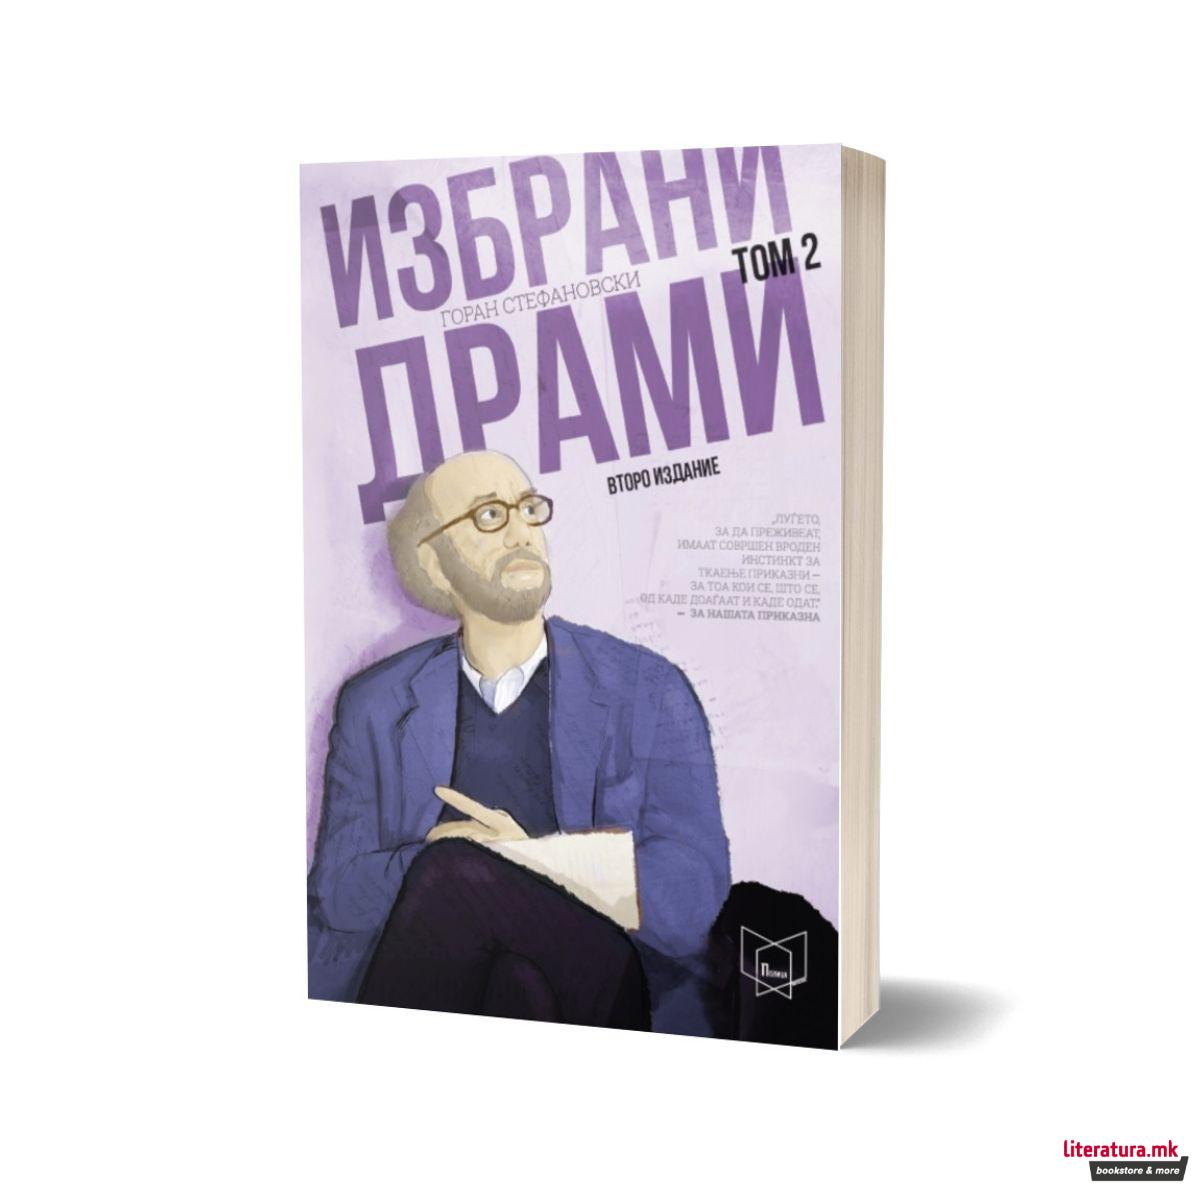 ИЗБРАНИ
ТОМ 2
ГОРАН СТЕФАНОВСКИ
ДРАМИ
ВТОРО ИЗДАНИЕ
„ЛУЃЕТО,
ЗА ДА ПРЕЖИВЕАТ,
ИМААТ СОВРШЕН ВРОДЕН
ИНСТИНКТ ЗА
ТКАЕЊЕ ПРИКАЗНИ –
ЗА ТОА КОИ СЕ, ШТО СЕ,
ОД КАДЕ ДОАЃААТ И КАДЕ ОДАТ.“
– ЗА НАШАТА ПРИКАЗНА
Полица
literatura.mk
bookstore & more